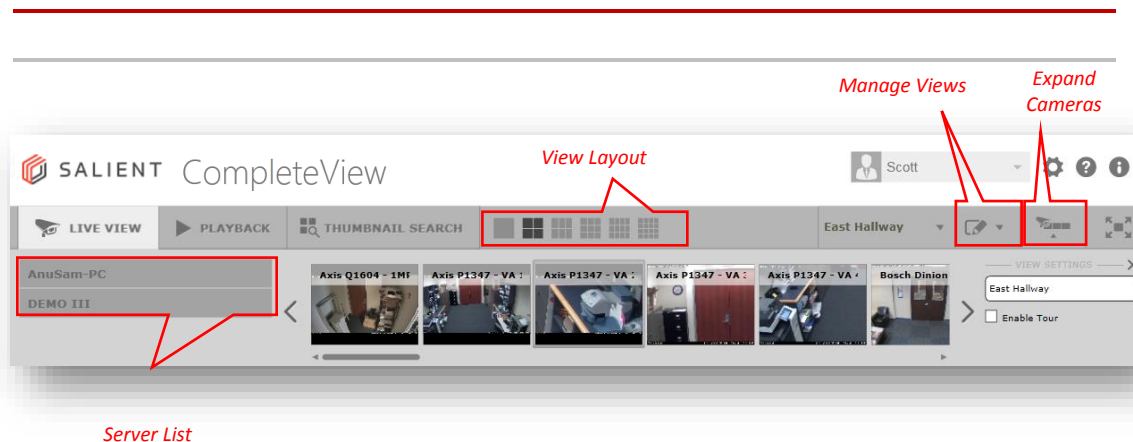 Manage Views
Expand
Cameras
View Layout
SALIENT CompleteView
Scott
LIVE VIEW
PLAYBACK
THUMBNAIL SEARCH
East Hallway
AnuSam-PC
DEMO III
Axis Q1604 - 1MF
Axis P1347 - VA
Axis P1347 - VA
Axis P1347 - VA
Axis P1347 - VA
Bosch Dinion
VIEW SETTINGS
East Hallway
Enable Tour
Server List